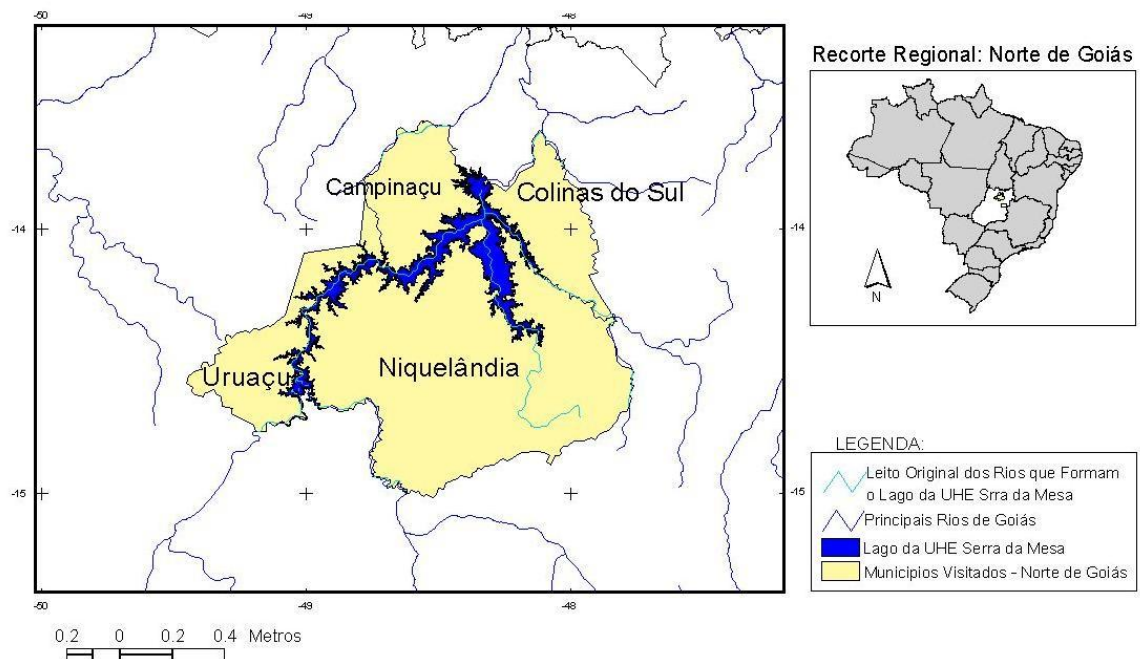 -50
-49
-48
Recorte Regional: Norte de Goiás
Campinaçu
Colinas do Sul
-14
-14
N
Uruaçu
Niquelândia
LEGENDA:
Leito Original dos Rios que Formam
o Lago da UHE Srra da Mesa
Principais Rios de Goiás
Lago da UHE Serra da Mesa
Municipios Visitados - Norte de Goiás
-15
-15
-50
-49
-48
0.2 0 0.2 0.4 Metros